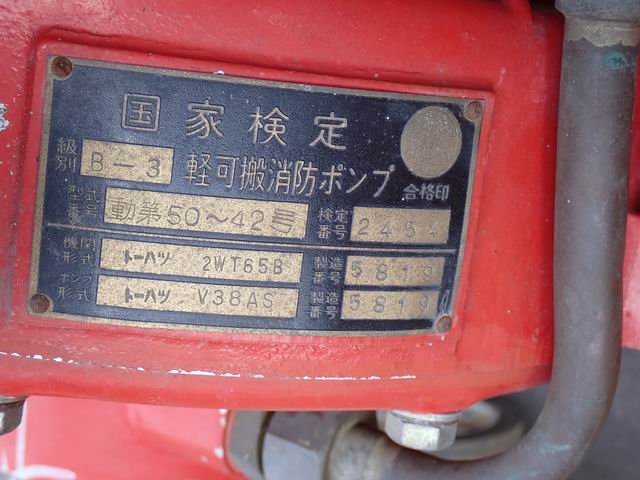 国家検定
級別 B-3 軽可搬消防ポンプ 合格印
型式番号 動第50~42号 検定番号 2454
機関形式 トーハツ 2WT65B 製造番号 5819
ポンプ形式 トーハツ V38AS 製造番号 5819